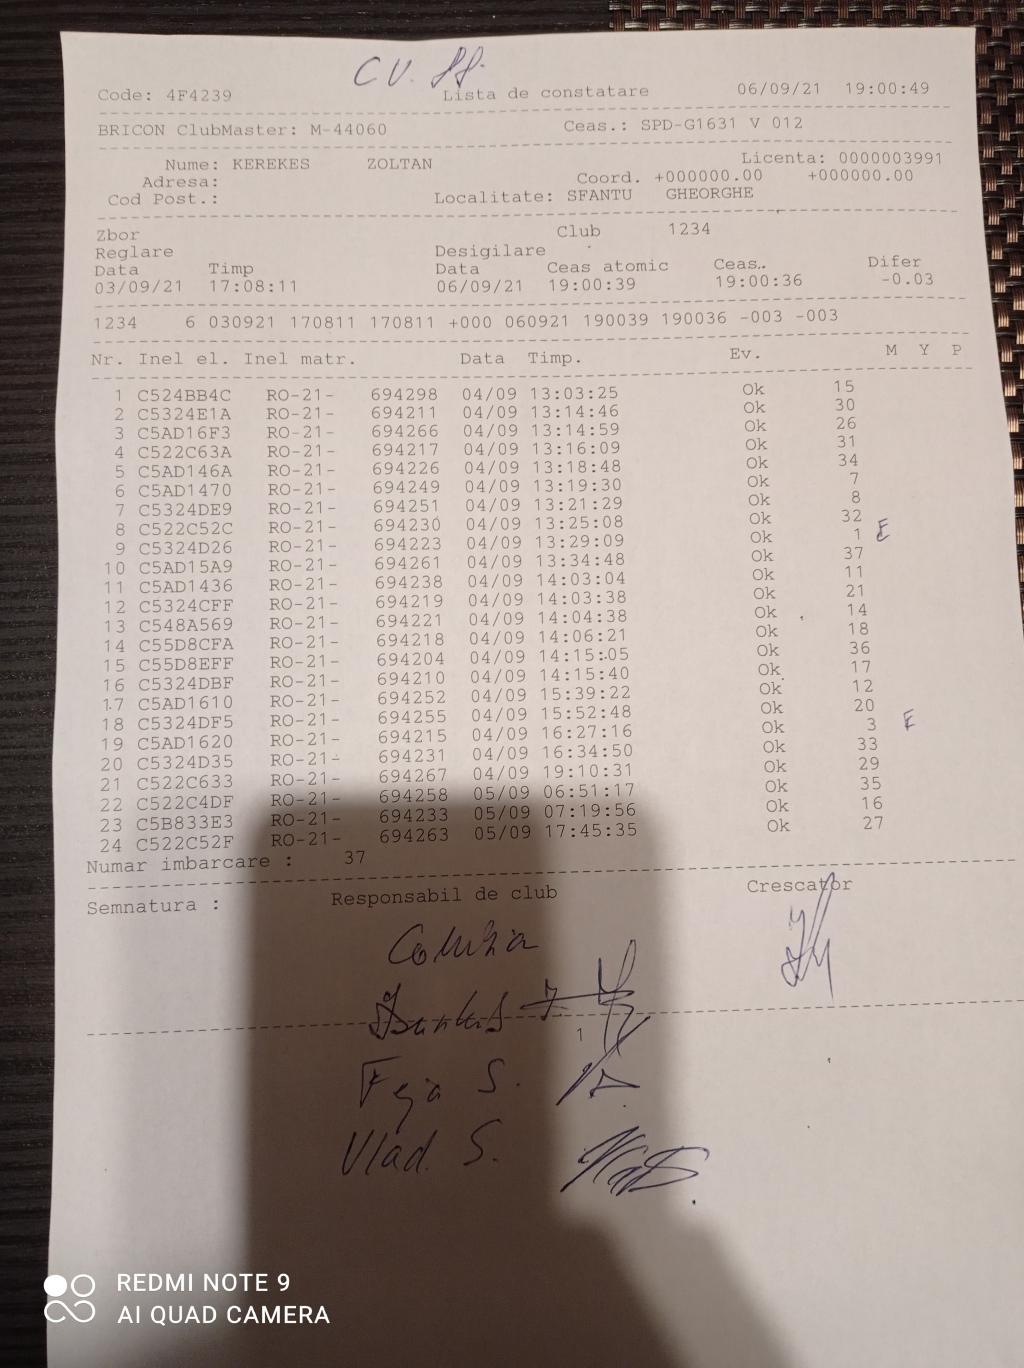 CV.
Code: 4F4239 Lista de constatare 06/09/21 19:00:49
BRICON ClubMaster: M-44060 Ceas.: SPD-G1631 V 012
Nume: KEREKES ZOLTAN Licenta: 0000003991
Adresa: Coord. +000000.00 +000000.00
Cod Post.: Localitate: SFANTU GHEORGHE
Zbor Club 1234
Reglare Desigilare
Data Timp Data Ceas atomic Ceas.. Difer
03/09/21 17:08:11 06/09/21 19:00:39 19:00:36 -0.03
1234 6 030921 170811 170811 +000 060921 190039 190036 -003 -003
Nr. Inel el. Inel matr. Data Timp. Ev. M Y P
1 C524BB4C RO-21- 694298 04/09 13:03:25 Ok 15
2 C5324E1A RO-21- 694211 04/09 13:14:46 Ok 30
3 C5AD16F3 RO-21- 694266 04/09 13:14:59 Ok 26
4 C522C63A RO-21- 694217 04/09 13:16:09 Ok 31
5 C5AD146A RO-21- 694226 04/09 13:18:48 Ok 34
6 C5AD1470 RO-21- 694249 04/09 13:19:30 Ok 7
7 C5324DE9 RO-21- 694251 04/09 13:21:29 Ok 8
8 C522C52C RO-21- 694230 04/09 13:25:08 Ok 32
9 C5324D26 RO-21- 694223 04/09 13:29:09 Ok 1 E
10 C5AD15A9 RO-21- 694261 04/09 13:34:48 Ok 37
11 C5AD1436 RO-21- 694238 04/09 14:03:04 Ok 11
12 C5324CFF RO-21- 694219 04/09 14:03:38 Ok 21
13 C548A569 RO-21- 694221 04/09 14:04:38 Ok 14
14 C55D8CFA RO-21- 694218 04/09 14:06:21 Ok 18
15 C55D8EFF RO-21- 694204 04/09 14:15:05 Ok 36
16 C5324DBF RO-21- 694210 04/09 14:15:40 Ok 17
17 C5AD1610 RO-21- 694252 04/09 15:39:22 Ok 12
18 C5324DF5 RO-21- 694255 04/09 15:52:48 Ok 20
19 C5AD1620 RO-21- 694215 04/09 16:27:16 Ok 3 E
20 C5324D35 RO-21- 694231 04/09 16:34:50 Ok 33
21 C522C633 RO-21- 694267 04/09 19:10:31 Ok 29
22 C522C4DF RO-21- 694258 05/09 06:51:17 Ok 35
23 C5B833E3 RO-21- 694233 05/09 07:19:56 Ok 16
24 C522C52F RO-21- 694263 05/09 17:45:35 Ok 27
Numar imbarcare : 37
Semnatura : Responsabil de club Crescator
1
S.
Vlad. S.
REDMI NOTE 9
AI QUAD CAMERA